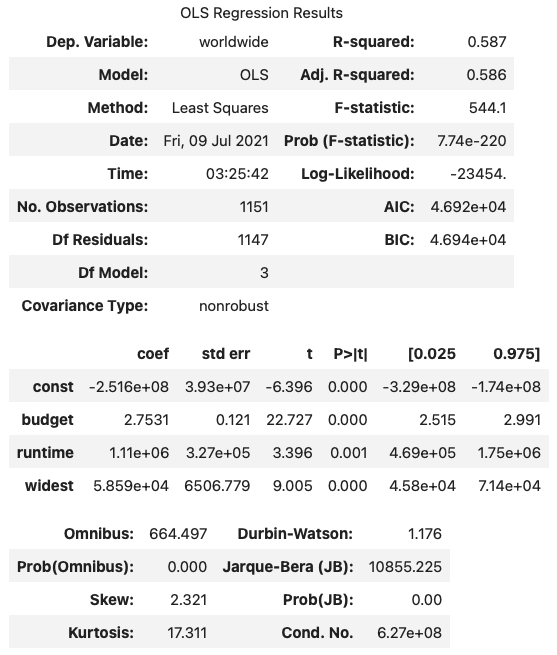 OLS Regression Results
Dep. Variable: worldwide R-squared: 0.587
Model: OLS Adj. R-squared: 0.586
Method: Least Squares F-statistic: 544.1
Date: Fri, 09 Jul 2021 Prob (F-statistic): 7.74e-220
Time: 03:25:42 Log-Likelihood: -23454.
No. Observations: 1151 AIC: 4.692e+04
Df Residuals: 1147 BIC: 4.694e+04
Df Model: 3
Covariance Type: nonrobust
coef std err t P>|t| [0.025 0.975]
const -2.516e+08 3.93e+07 -6.396 0.000 -3.29e+08 -1.74e+08
budget 2.7531 0.121 22.727 0.000 2.515 2.991
runtime 1.11e+06 3.27e+05 3.396 0.001 4.69e+05 1.75e+06
widest 5.859e+04 6506.779 9.005 0.000 4.58e+04 7.14e+04
Omnibus: 664.497 Durbin-Watson: 1.176
Prob(Omnibus): 0.000 Jarque-Bera (JB): 10855.225
Skew: 2.321 Prob(JB): 0.00
Kurtosis: 17.311 Cond. No. 6.27e+08